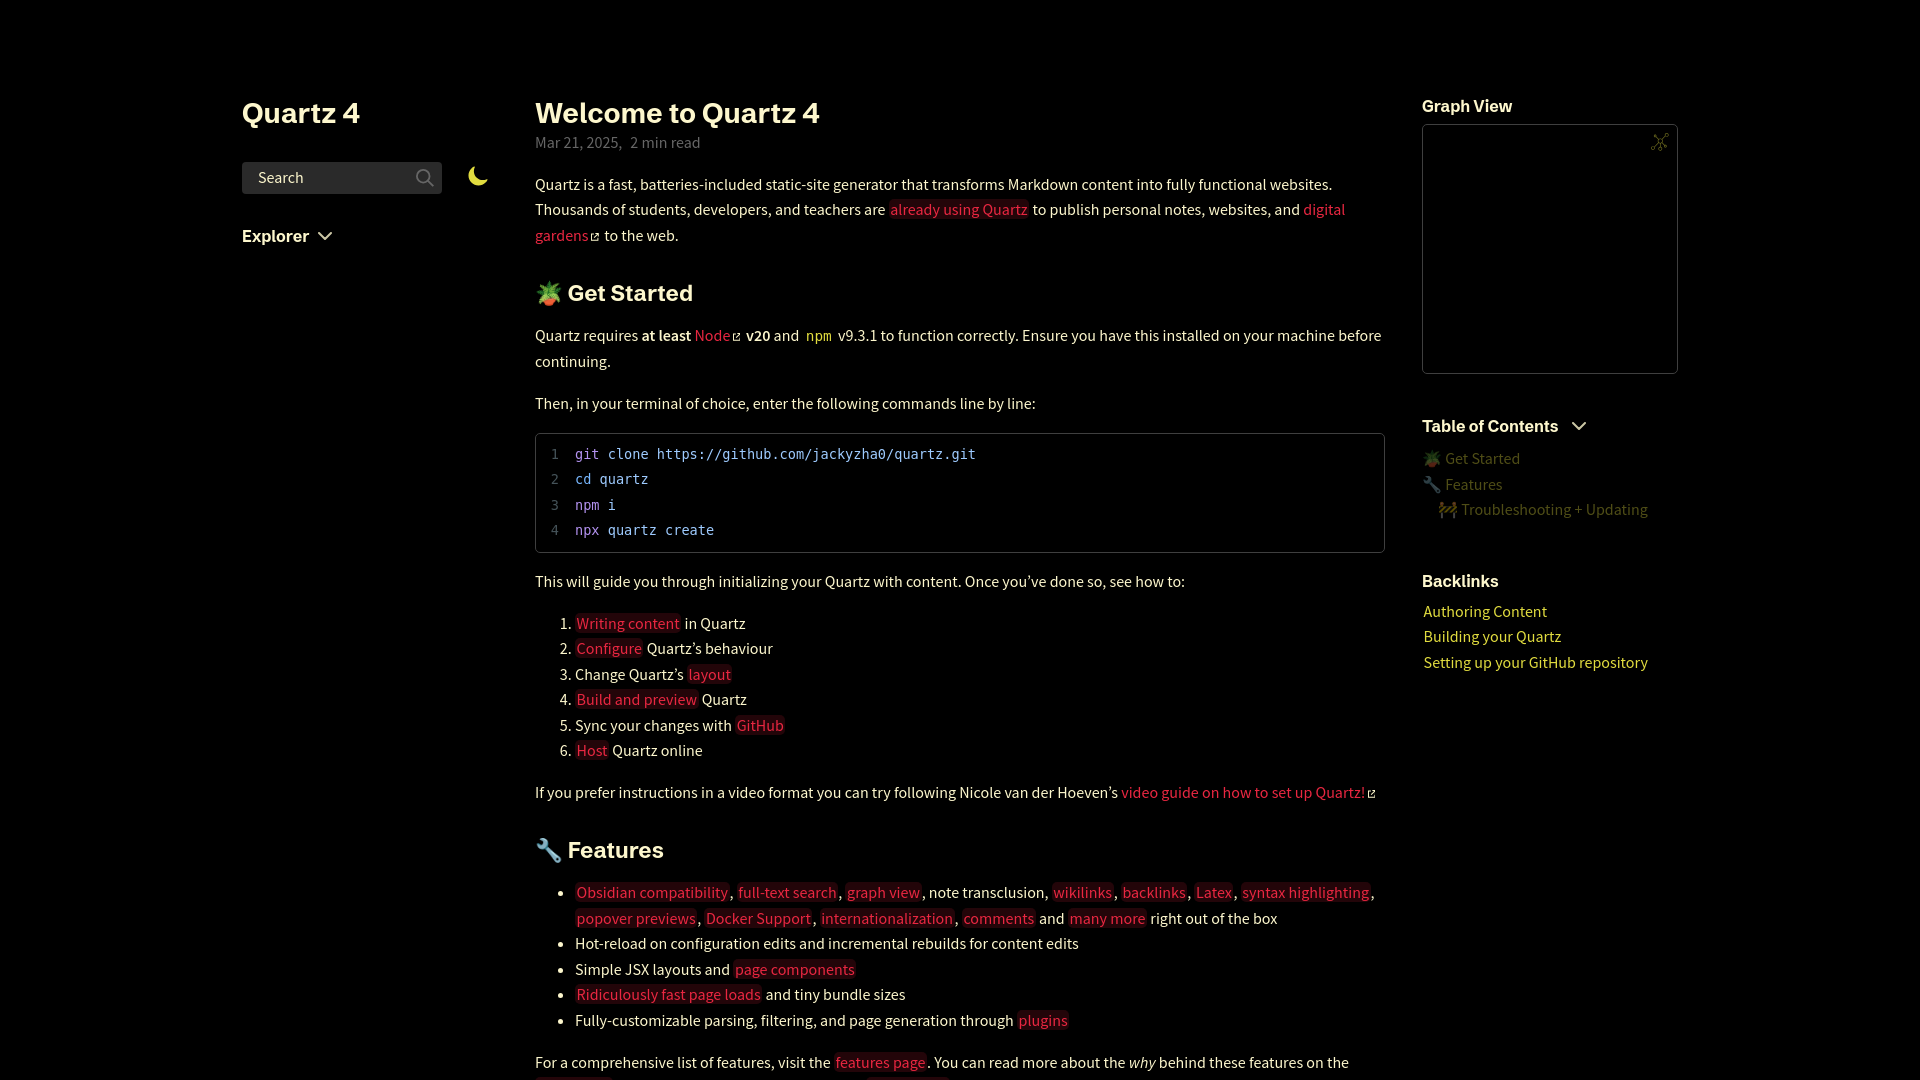 Quartz 4
Search
Explorer
Welcome to Quartz 4
Mar 21, 2025, 2 min read
Quartz is a fast, batteries-included static-site generator that transforms Markdown content into fully functional websites.
Thousands of students, developers, and teachers are already using Quartz to publish personal notes, websites, and digital
gardens to the web.
🪴 Get Started
Quartz requires at least Node v20 and npm v9.3.1 to function correctly. Ensure you have this installed on your machine before
continuing.
Then, in your terminal of choice, enter the following commands line by line:
1 git clone https://github.com/jackyzha0/quartz.git
2 cd quartz
3 npm i
4 npx quartz create
This will guide you through initializing your Quartz with content. Once you’ve done so, see how to:
1. Writing content in Quartz
2. Configure Quartz’s behaviour
3. Change Quartz’s layout
4. Build and preview Quartz
5. Sync your changes with GitHub
6. Host Quartz online
If you prefer instructions in a video format you can try following Nicole van der Hoeven’s video guide on how to set up Quartz!
🔧 Features
• Obsidian compatibility, full-text search, graph view, note transclusion, wikilinks, backlinks, Latex, syntax highlighting,
popover previews, Docker Support, internationalization, comments and many more right out of the box
• Hot-reload on configuration edits and incremental rebuilds for content edits
• Simple JSX layouts and page components
• Ridiculously fast page loads and tiny bundle sizes
• Fully-customizable parsing, filtering, and page generation through plugins
For a comprehensive list of features, visit the features page. You can read more about the why behind these features on the
Graph View
Table of Contents
🪴 Get Started
🔧 Features
🚧 Troubleshooting + Updating
Backlinks
Authoring Content
Building your Quartz
Setting up your GitHub repository